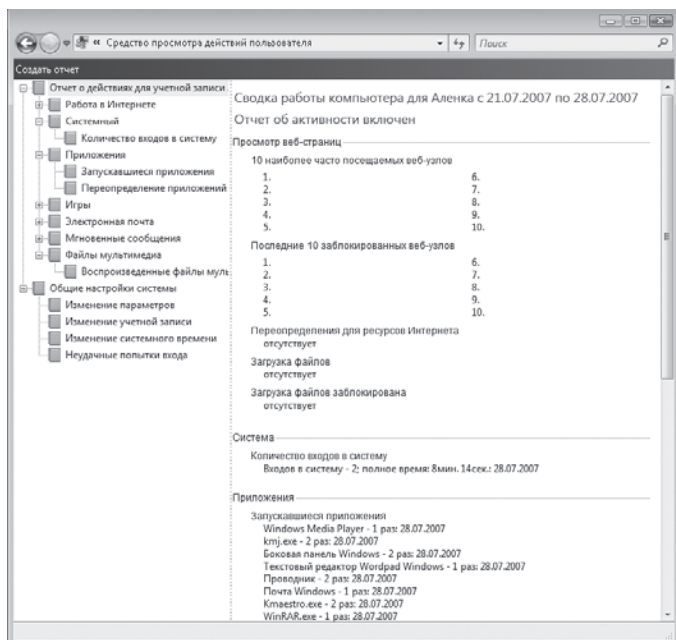 « Средство просмотра действий пользователя
Поиск
Создать отчет
Отчет о действиях для учетной записи
Работа в Интернете
Системный
Количество входов в систему
Приложения
Запускавшиеся приложения
Переопределение приложений
Игры
Электронная почта
Мгновенные сообщения
Файлы мультимедиа
Воспроизведенные файлы муль
Общие настройки системы
Изменение параметров
Изменение учетной записи
Изменение системного времени
Неудачные попытки входа
Сводка работы компьютера для Аленка с 21.07.2007 по 28.07.2007
Отчет об активности включен
Просмотр веб-страниц
10 наиболее часто посещаемых веб-узлов
1. 6.
2. 7.
3. 8.
4. 9.
5. 10.
Последние 10 заблокированных веб-узлов
1. 6.
2. 7.
3. 8.
4. 9.
5. 10.
Переопределения для ресурсов Интернета
отсутствует
Загрузка файлов
отсутствует
Загрузка файлов заблокирована
отсутствует
Система
Количество входов в систему
Входов в систему - 2; полное время: 8мин. 14сек.: 28.07.2007
Приложения
Запускавшиеся приложения
Windows Media Player - 1 раз: 28.07.2007
kmj.exe - 2 раз: 28.07.2007
Боковая панель Windows - 2 раз: 28.07.2007
Текстовый редактор Wordpad Windows - 1 раз: 28.07.2007
Проводник - 2 раз: 28.07.2007
Почта Windows - 1 раз: 28.07.2007
Kmaestro.exe - 2 раз: 28.07.2007
WinRAR.exe - 1 раз: 28.07.2007